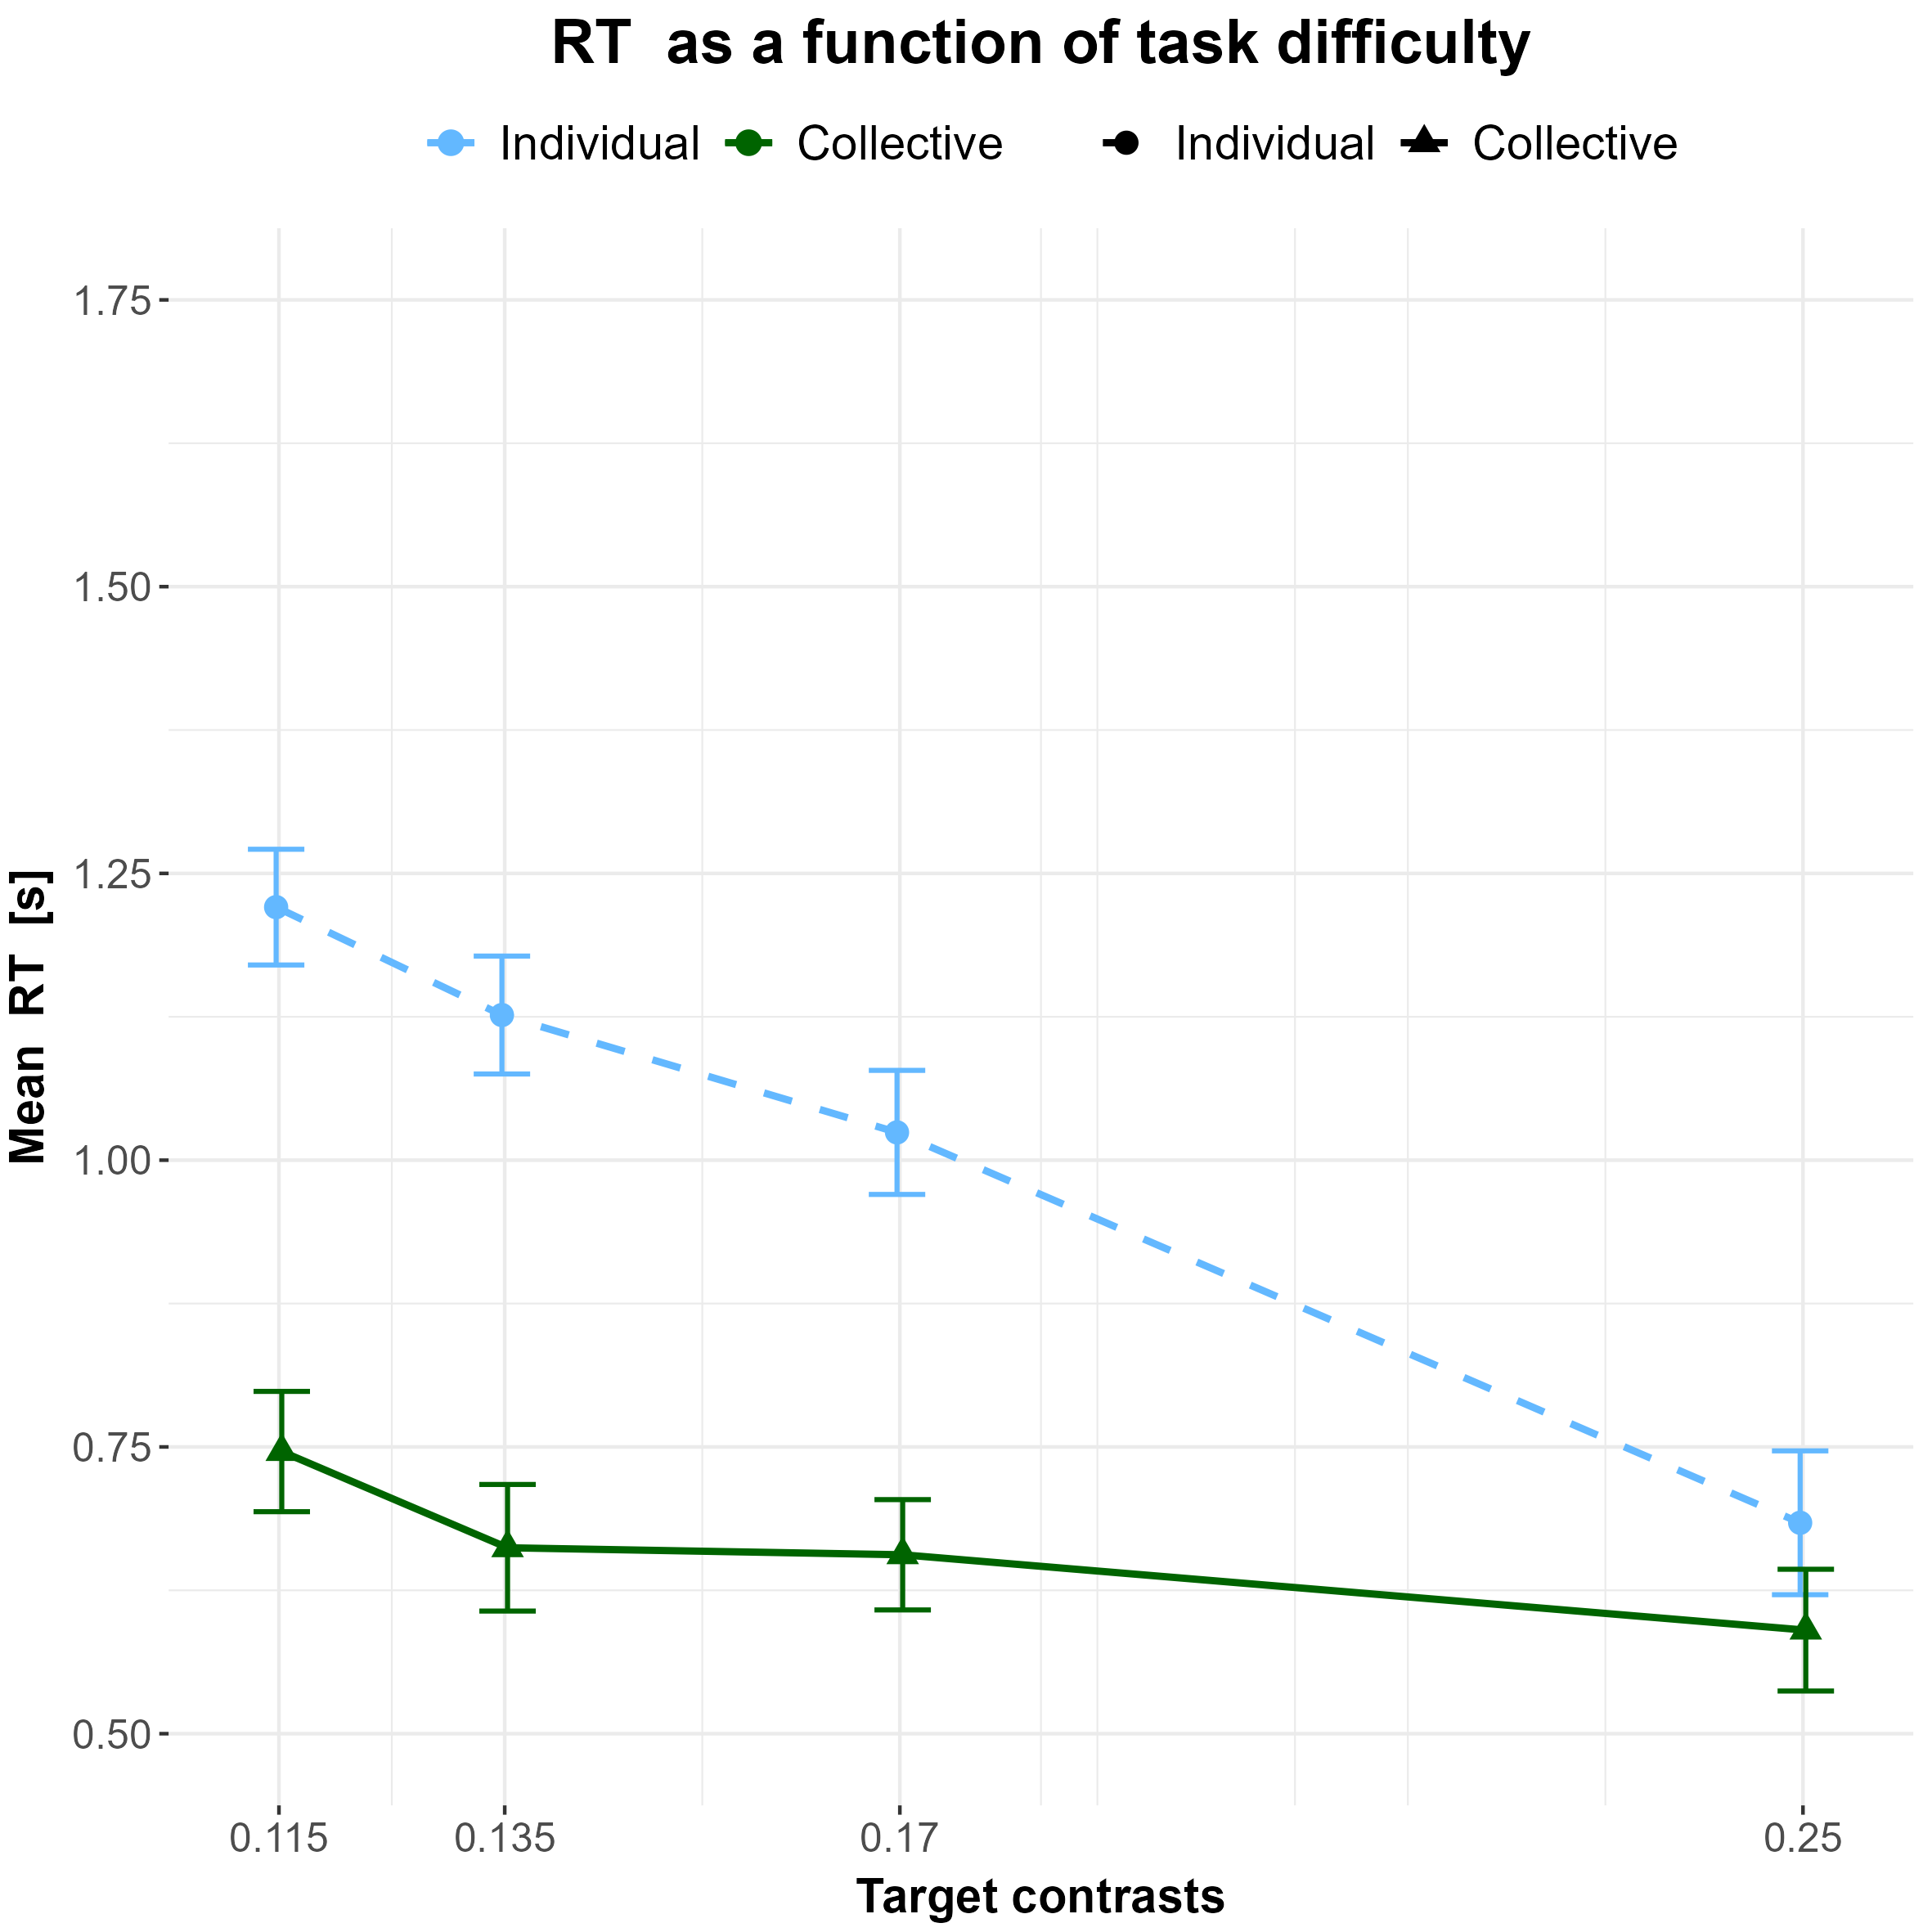 RT as a function of task difficulty
Individual Collective Individual Collective
1.75
1.50
1.25
1.00
0.75
0.50
Mean RT [s]
0.115 0.135 0.17 0.25
Target contrasts